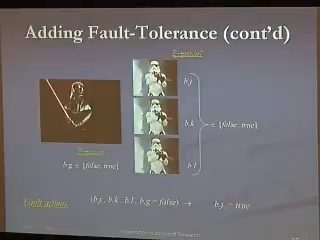 Adding Fault-Tolerance (cont'd)
b.j
b.k
∈ {false, true}
b.l
b.g ∈ {false, true}
Fault actions:
(b.j , b.k , b.l , b.g = false) → b.j = true